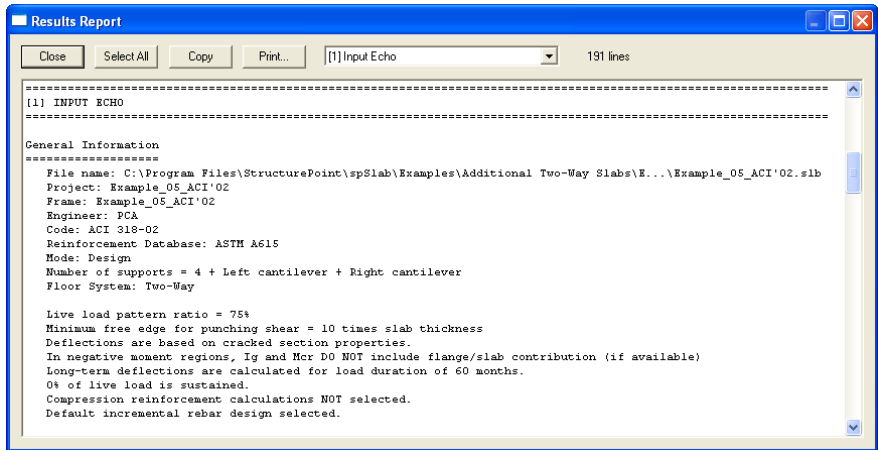 Results Report
Close Select All Copy Print... [1] Input Echo 191 lines
==================================================================================================================
[1] INPUT ECHO
==================================================================================================================
General Information
===================
File name: C:\Program Files\StructurePoint\spSlab\Examples\Additional Two-Way Slabs\E...\Example_05_ACI'02.slb
Project: Example_05_ACI'02
Frame: Example_05_ACI'02
Engineer: PCA
Code: ACI 318-02
Reinforcement Database: ASTM A615
Mode: Design
Number of supports = 4 + Left cantilever + Right cantilever
Floor System: Two-Way
Live load pattern ratio = 75%
Minimum free edge for punching shear = 10 times slab thickness
Deflections are based on cracked section properties.
In negative moment regions, Ig and Mcr DO NOT include flange/slab contribution (if available)
Long-term deflections are calculated for load duration of 60 months.
0% of live load is sustained.
Compression reinforcement calculations NOT selected.
Default incremental rebar design selected.